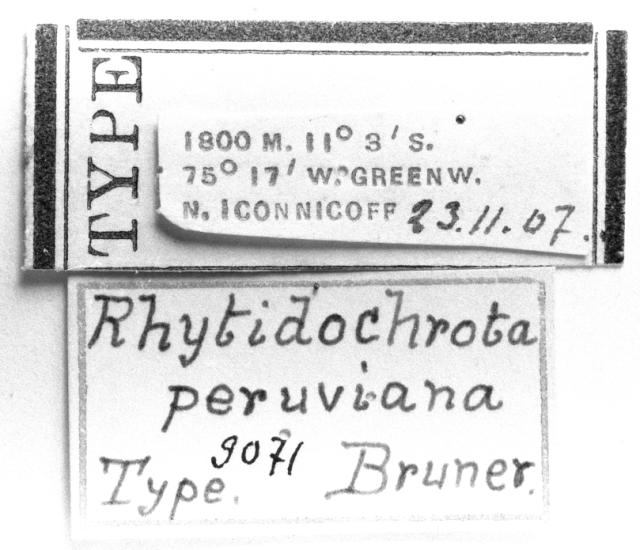 TYPE
1800 M. 11° 3' S.
75° 17' W. GREENW.
N. ICONNICOFF 23.11.07.
Rhytidochrota
peruviana
Type. 9071 Bruner.